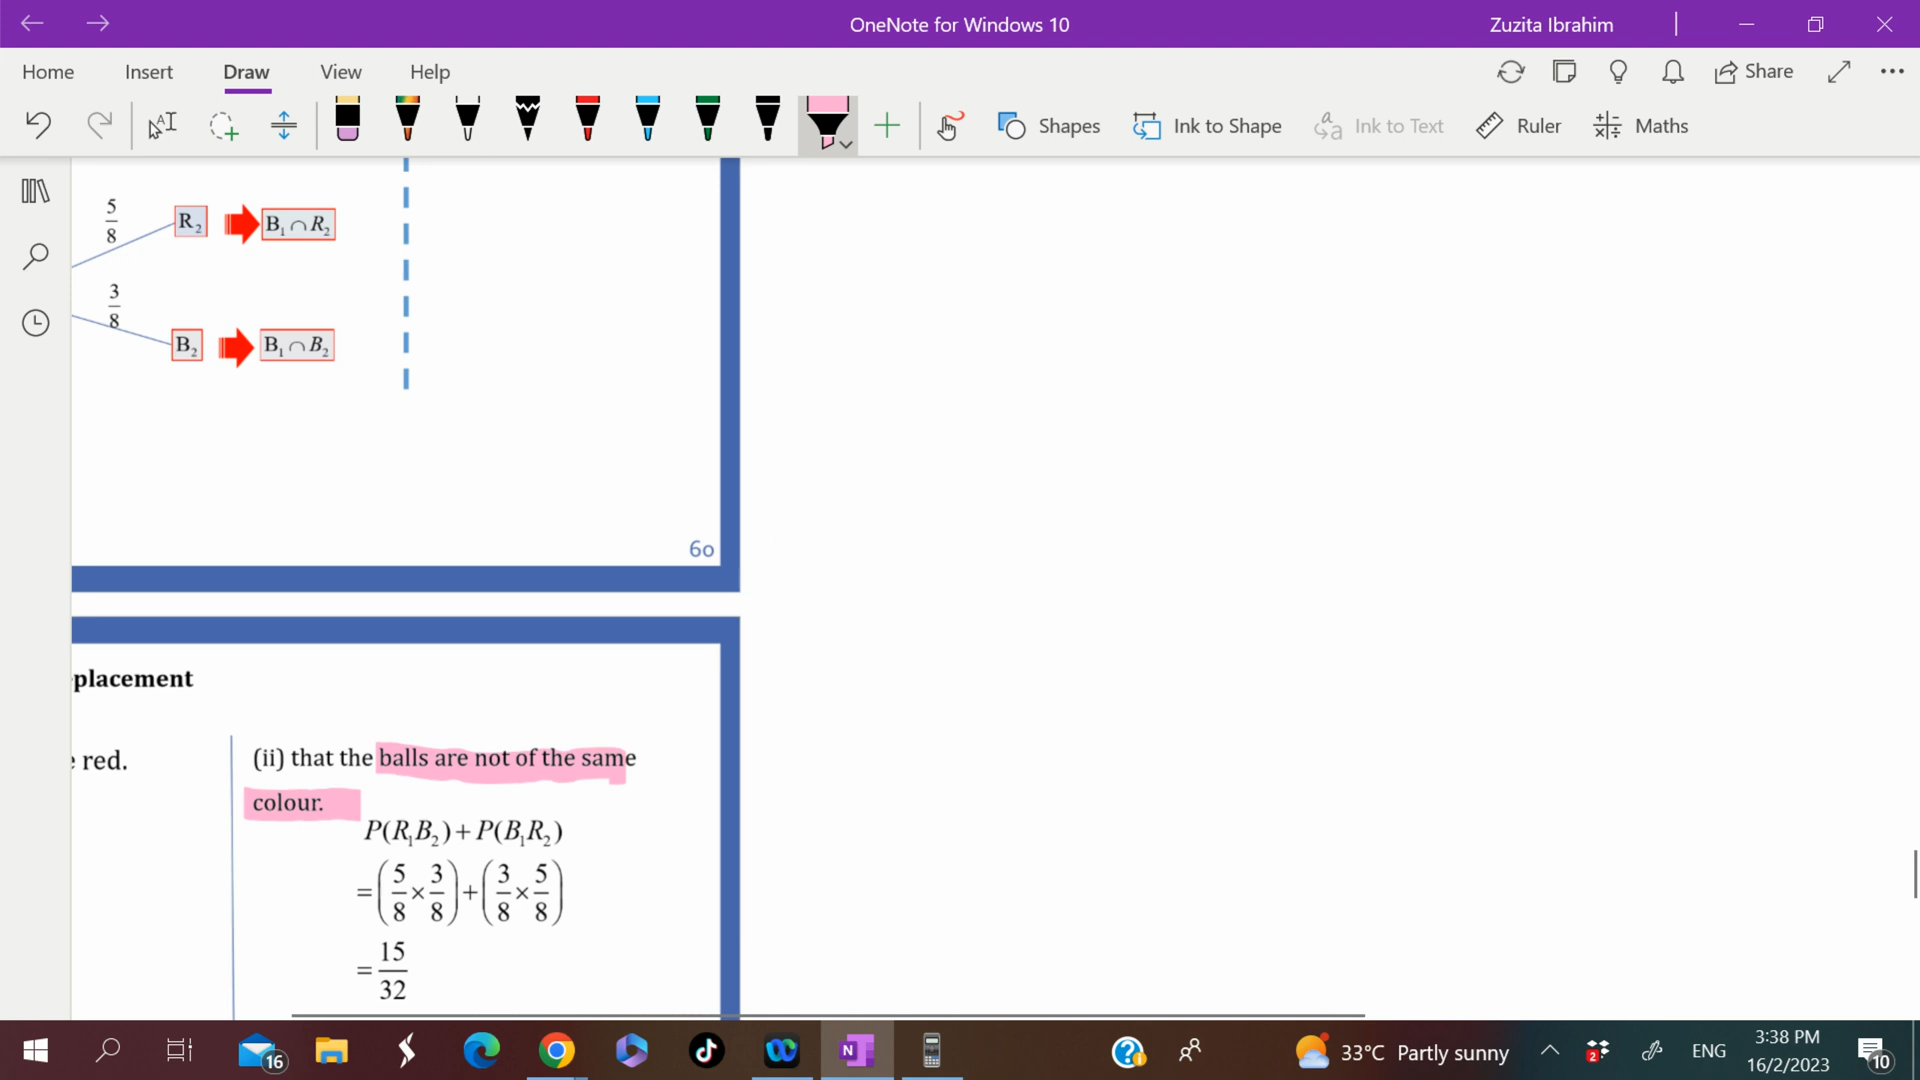 OneNote for Windows 10
Zuzita Ibrahim
Home Insert Draw View Help
Share
Shapes
Ink to Shape
Ink to Text
Ruler
Maths
5/8
R₂
B₁ ∩ R₂
3/8
B₂
B₁ ∩ B₂
60
placement
red.
(ii) that the balls are not of the same
colour.
P(R₁B₂) + P(B₁R₂)
= (5/8 × 3/8) + (3/8 × 5/8)
= 15/32
16
33°C Partly sunny
2
ENG
3:38 PM
16/2/2023
10